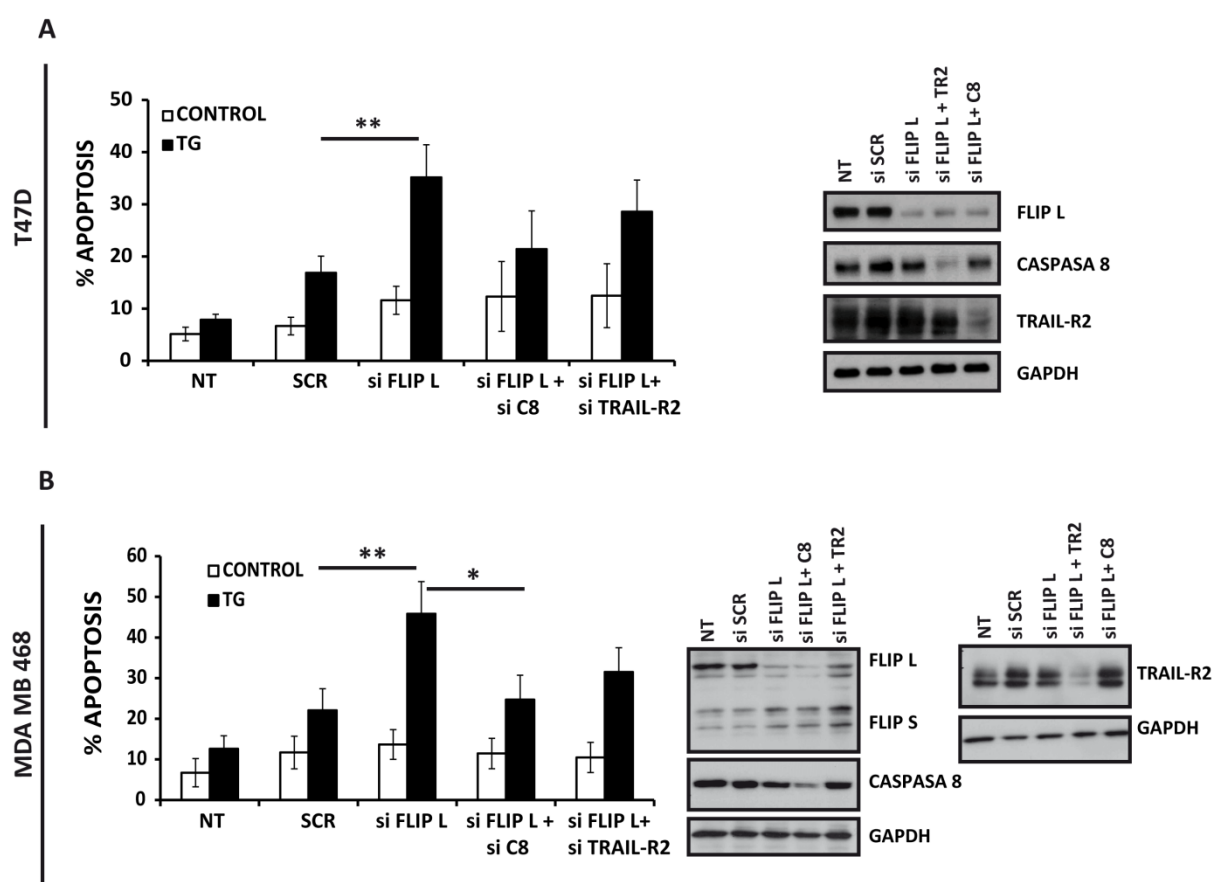 A
T47D
% APOPTOSIS
50
40
30
20
10
0
CONTROL
TG
**
NT
SCR
si FLIP L
si FLIP L +
si C8
si FLIP L+
si TRAIL-R2
NT
si SCR
si FLIP L
si FLIP L + TR2
si FLIP L+ C8
FLIP L
CASPASA 8
TRAIL-R2
GAPDH
B
MDA MB 468
% APOPTOSIS
60
50
40
30
20
10
0
CONTROL
TG
**
*
NT
SCR
si FLIP L
si FLIP L +
si C8
si FLIP L+
si TRAIL-R2
NT
si SCR
si FLIP L
si FLIP L+ C8
si FLIP L + TR2
FLIP L
FLIP S
CASPASA 8
GAPDH
NT
si SCR
si FLIP L
si FLIP L + TR2
si FLIP L+ C8
TRAIL-R2
GAPDH